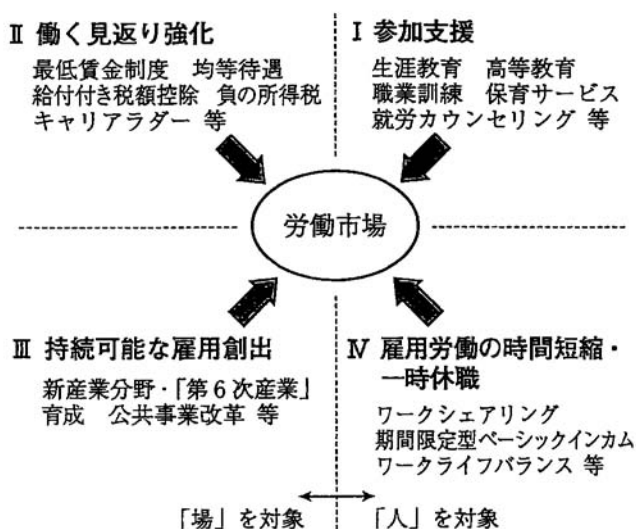 Ⅱ 働く見返り強化
最低賃金制度 均等待遇
給付付き税額控除 負の所得税
キャリアラダー 等
Ⅰ 参加支援
生涯教育 高等教育
職業訓練 保育サービス
就労カウンセリング 等
労働市場
Ⅲ 持続可能な雇用創出
新産業分野・「第6次産業」
育成 公共事業改革 等
Ⅳ 雇用労働の時間短縮・
一時休職
ワークシェアリング
期間限定型ベーシックインカム
ワークライフバランス 等
「場」を対象
「人」を対象